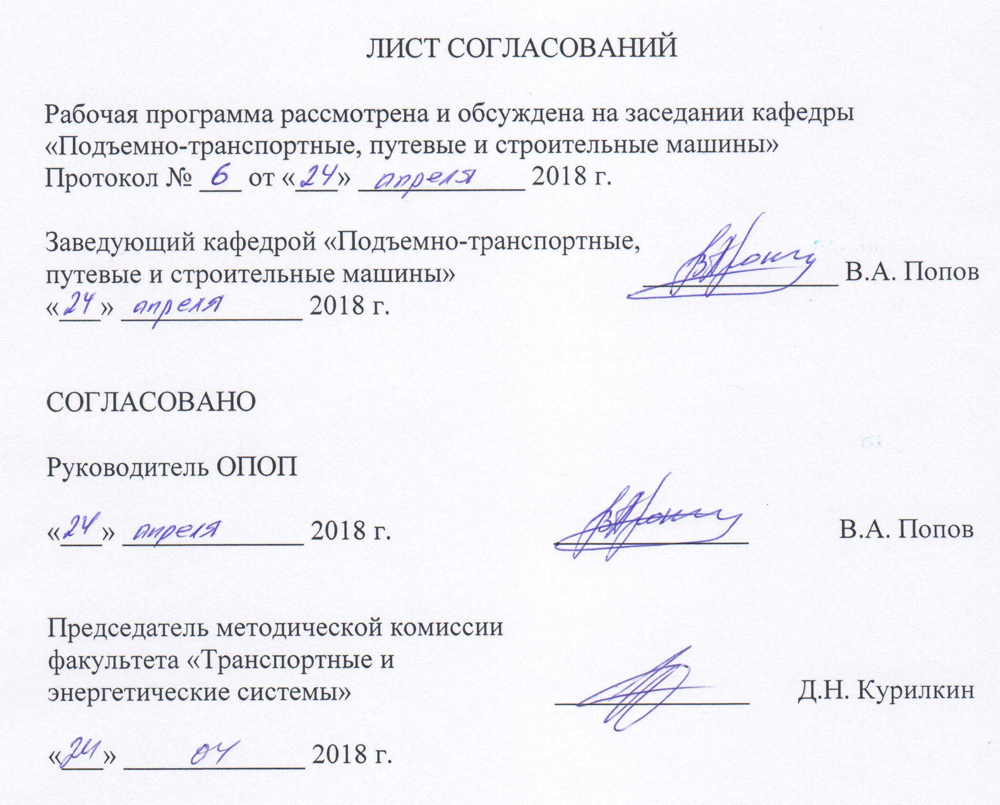 ЛИСТ СОГЛАСОВАНИЙ
Рабочая программа рассмотрена и обсуждена на заседании кафедры
«Подъемно-транспортные, путевые и строительные машины»
Протокол № 6 от «24» апреля 2018 г.
Заведующий кафедрой «Подъемно-транспортные,
путевые и строительные машины» В.А. Попов
«24» апреля 2018 г.
СОГЛАСОВАНО
Руководитель ОПОП
«24» апреля 2018 г. В.А. Попов
Председатель методической комиссии
факультета «Транспортные и
энергетические системы» Д.Н. Курилкин
«24» 04 2018 г.